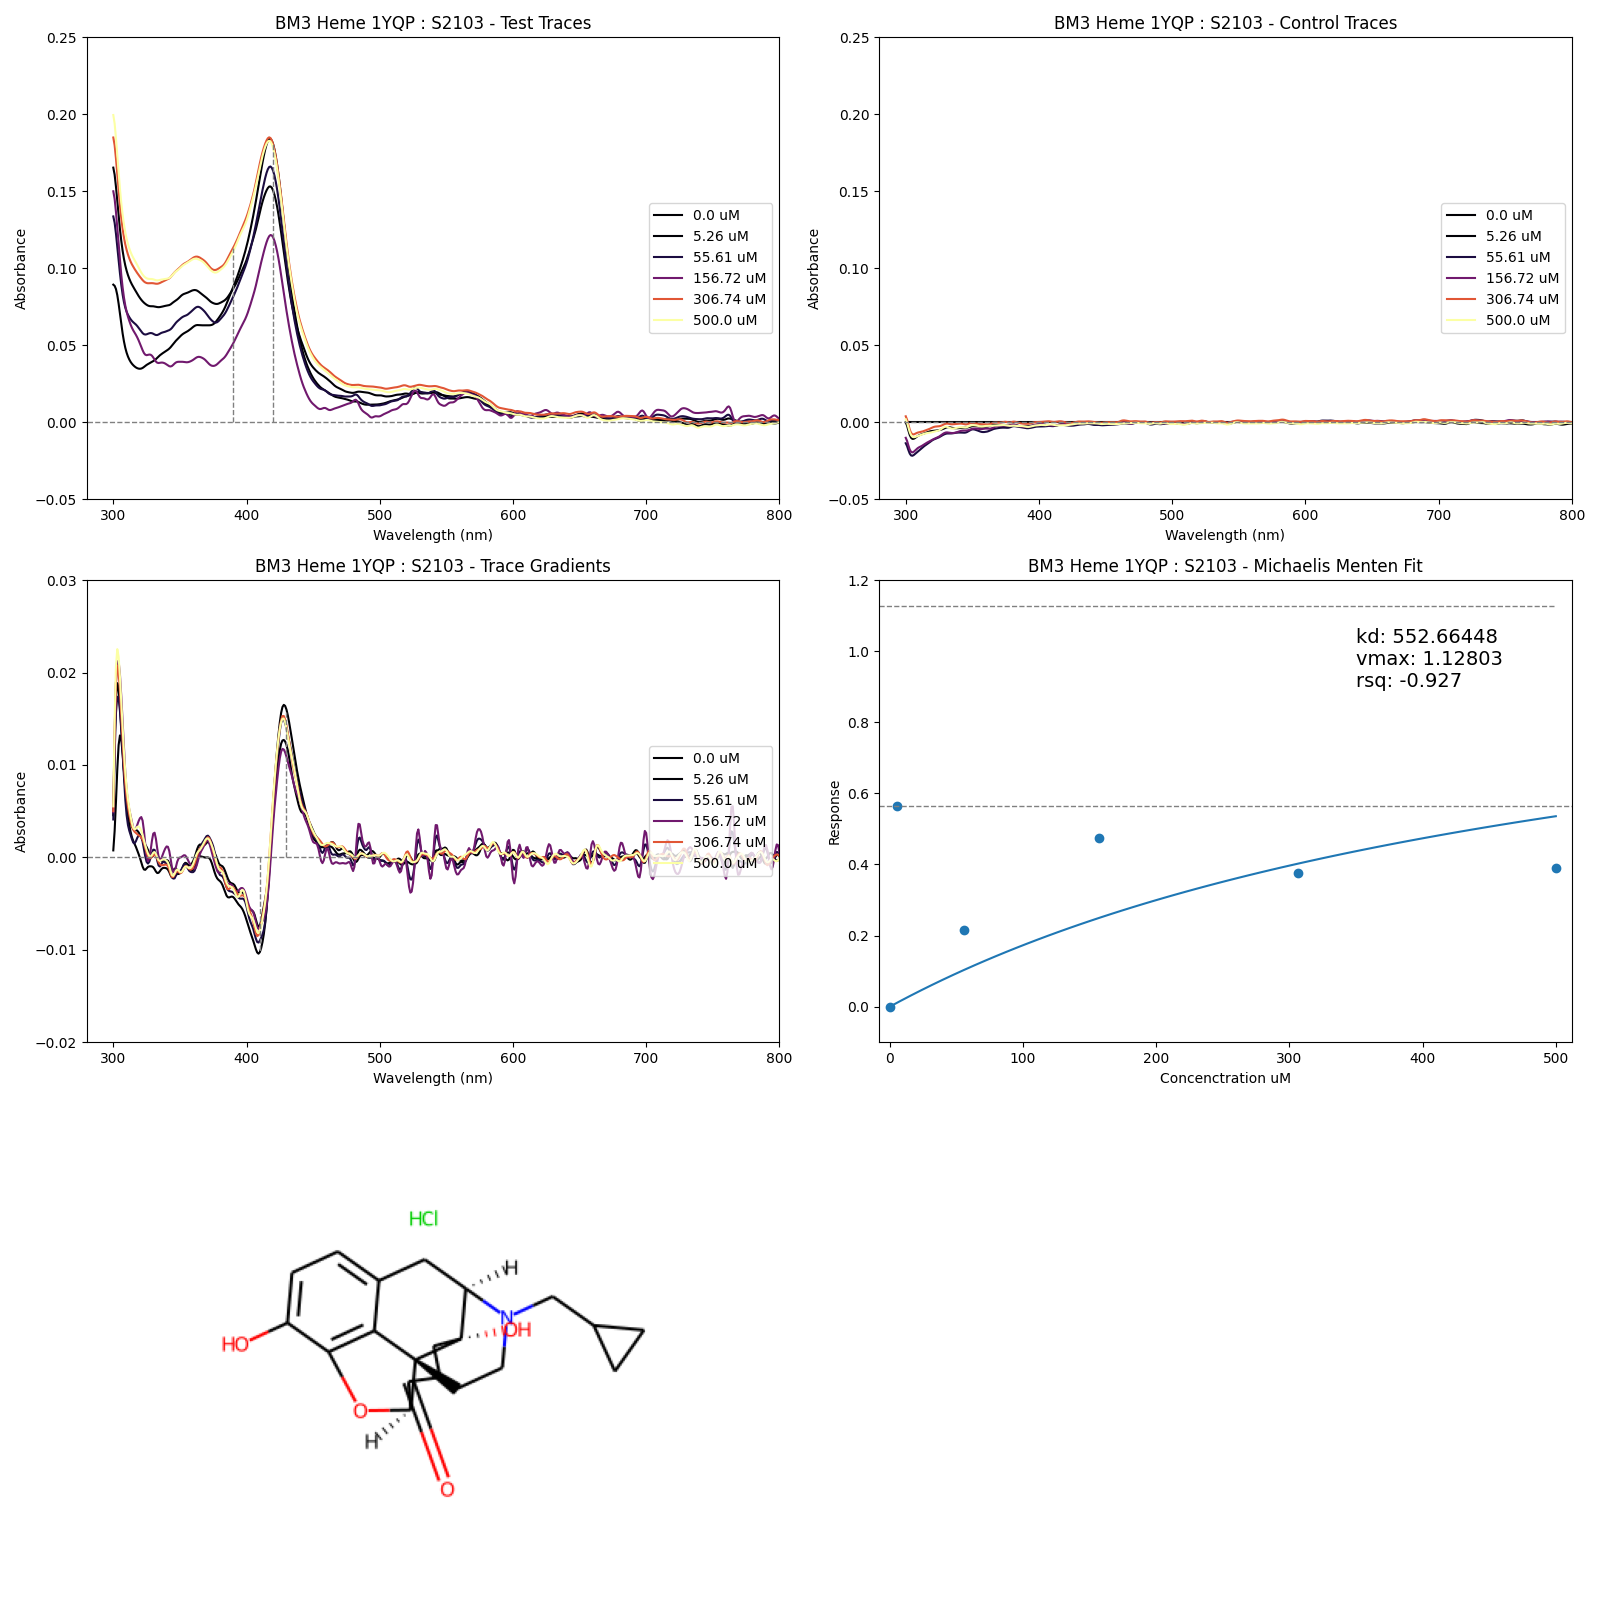 BM3 Heme 1YQP : S2103 - Test Traces
0.25
0.20
0.15
0.10
0.05
0.00
−0.05
Absorbance
300
400
500
600
700
800
Wavelength (nm)
0.0 uM
5.26 uM
55.61 uM
156.72 uM
306.74 uM
500.0 uM
BM3 Heme 1YQP : S2103 - Control Traces
0.25
0.20
0.15
0.10
0.05
0.00
−0.05
Absorbance
300
400
500
600
700
800
Wavelength (nm)
0.0 uM
5.26 uM
55.61 uM
156.72 uM
306.74 uM
500.0 uM
BM3 Heme 1YQP : S2103 - Trace Gradients
0.03
0.02
0.01
0.00
−0.01
−0.02
Absorbance
300
400
500
600
700
800
Wavelength (nm)
0.0 uM
5.26 uM
55.61 uM
156.72 uM
306.74 uM
500.0 uM
BM3 Heme 1YQP : S2103 - Michaelis Menten Fit
1.2
1.0
0.8
0.6
0.4
0.2
0.0
Response
kd: 552.66448
vmax: 1.12803
rsq: -0.927
0
100
200
300
400
500
Concenctration uM
HCl
H
N
OH
HO
O
H
O